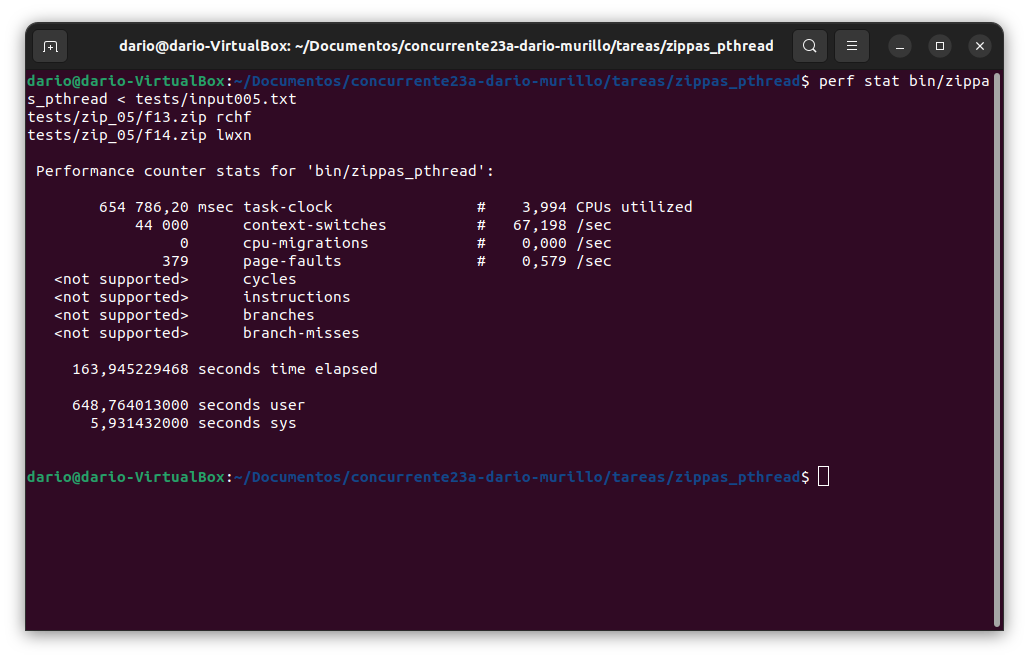 dario@dario-VirtualBox: ~/Documentos/concurrente23a-dario-murillo/tareas/zippas_pthread
dario@dario-VirtualBox:~/Documentos/concurrente23a-dario-murillo/tareas/zippas_pthread$ perf stat bin/zippa
s_pthread < tests/input005.txt
tests/zip_05/f13.zip rchf
tests/zip_05/f14.zip lwxn
Performance counter stats for 'bin/zippas_pthread':
654 786,20 msec task-clock # 3,994 CPUs utilized
44 000 context-switches # 67,198 /sec
0 cpu-migrations # 0,000 /sec
379 page-faults # 0,579 /sec
<not supported> cycles
<not supported> instructions
<not supported> branches
<not supported> branch-misses
163,945229468 seconds time elapsed
648,764013000 seconds user
5,931432000 seconds sys
dario@dario-VirtualBox:~/Documentos/concurrente23a-dario-murillo/tareas/zippas_pthread$